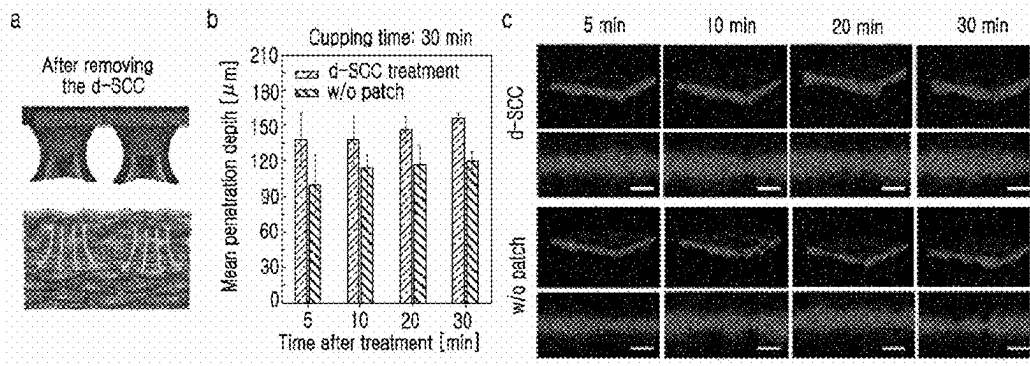 a
After removing
the d-SCC
b
Cupping time: 30 min
d-SCC treatment
w/o patch
Mean penatration depth [μm]
210
180
150
120
90
60
30
0
5 10 20 30
Time after treatment [min]
c
5 min 10 min 20 min 30 min
d-SCC
w/o patch